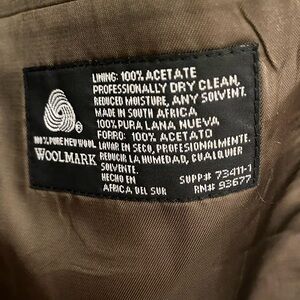 LINING: 100% ACETATE
PROFESSIONALLY DRY CLEAN,
REDUCED MOISTURE, ANY SOLVENT.
MADE IN SOUTH AFRICA
100% PURA LANA NUEVA
FORRO: 100% ACETATO
LAVAR EN SECO, PROFESIONALMENTE.
REDUCIR LA HUMEDAD, CUALQUIER
SOLVENTE.
HECHO EN
AFRICA DEL SUR
SUPP# 73411-1
RN# 93677
®
100% PURE NEW WOOL
WOOLMARK